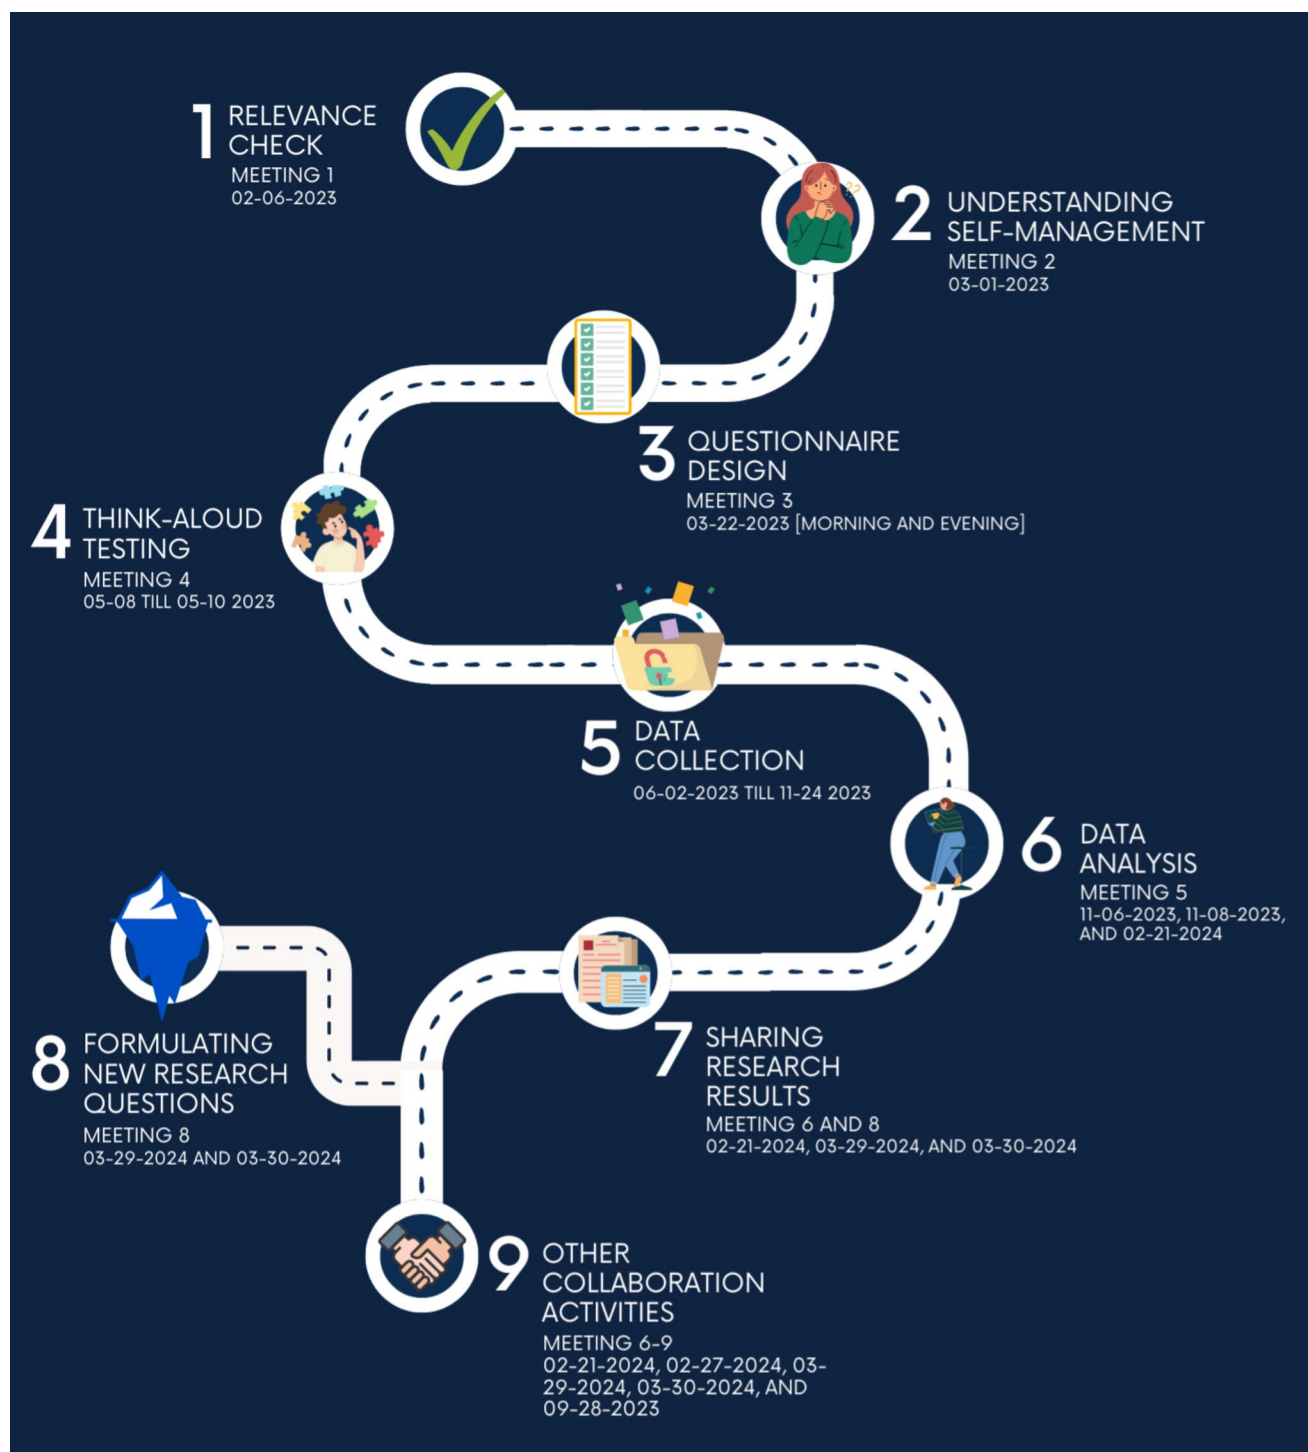 1
RELEVANCE
CHECK
MEETING 1
02-06-2023
2
UNDERSTANDING
SELF-MANAGEMENT
MEETING 2
03-01-2023
??
3
QUESTIONNAIRE
DESIGN
MEETING 3
03-22-2023 [MORNING AND EVENING]
4
THINK-ALOUD
TESTING
MEETING 4
05-08 TILL 05-10 2023
5
DATA
COLLECTION
06-02-2023 TILL 11-24 2023
6
DATA
ANALYSIS
MEETING 5
11-06-2023, 11-08-2023,
AND 02-21-2024
7
SHARING
RESEARCH
RESULTS
MEETING 6 AND 8
02-21-2024, 03-29-2024, AND 03-30-2024
8
FORMULATING
NEW RESEARCH
QUESTIONS
MEETING 8
03-29-2024 AND 03-30-2024
9
OTHER
COLLABORATION
ACTIVITIES
MEETING 6-9
02-21-2024, 02-27-2024, 03-
29-2024, 03-30-2024, AND
09-28-2023